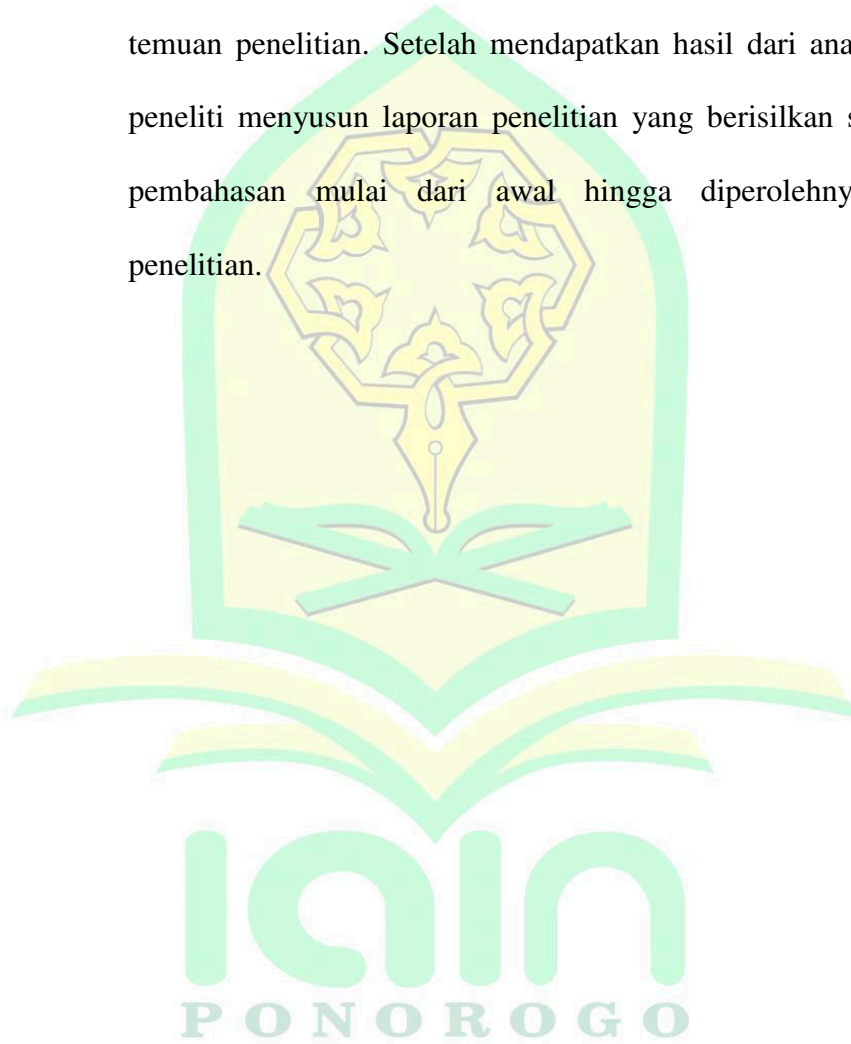 temuan penelitian. Setelah mendapatkan hasil dari ana
peneliti menyusun laporan penelitian yang berisilkan s
pembahasan mulai dari awal hingga diperolehny
penelitian.
iain
PONOROGO